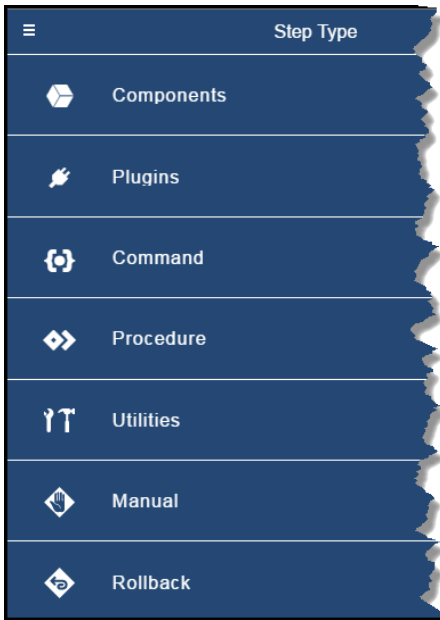 Step Type
Components
Plugins
Command
Procedure
Utilities
Manual
Rollback